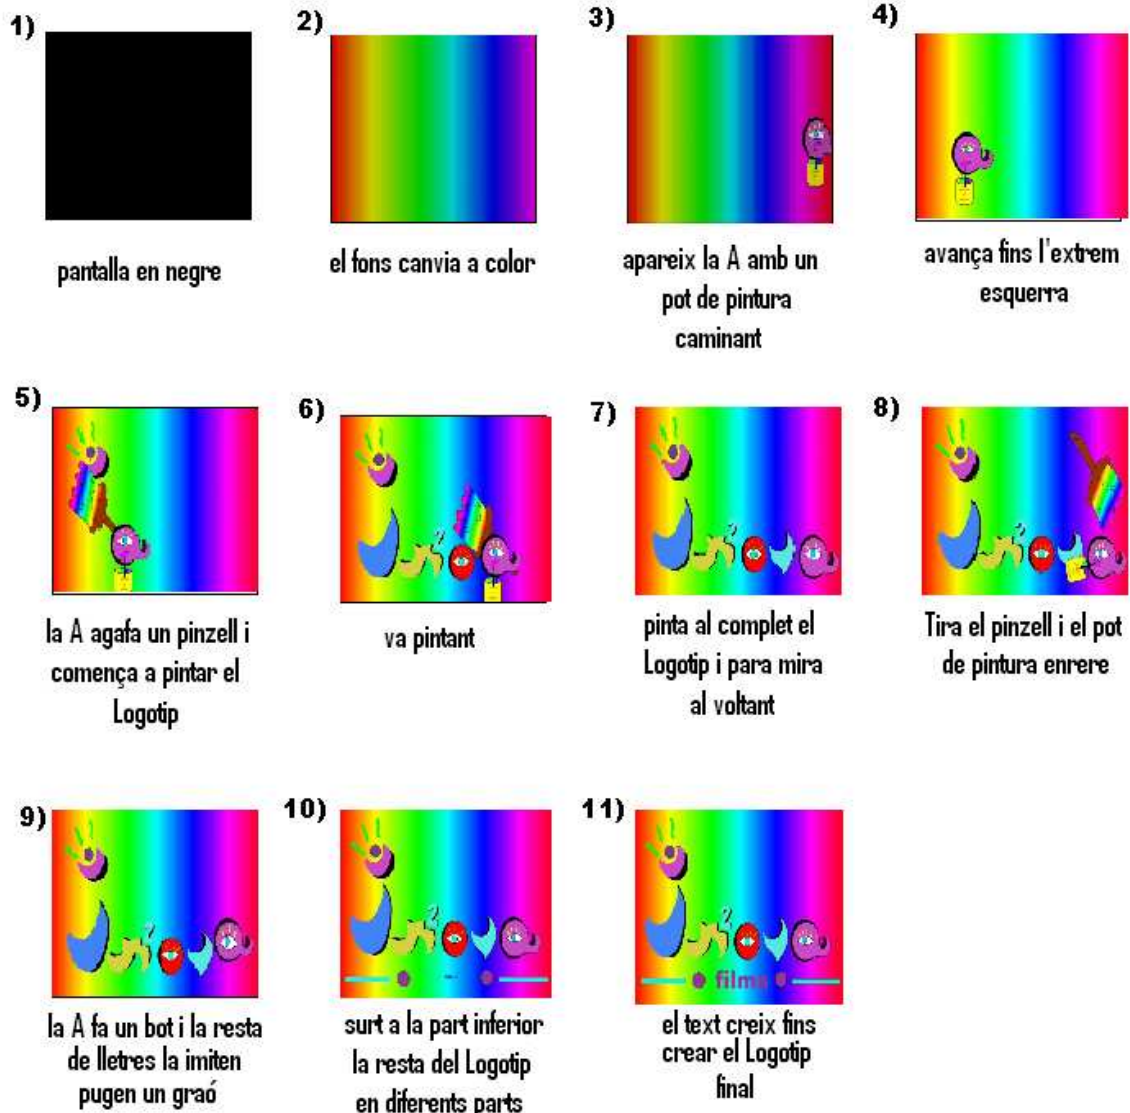 1)
pantalla en negre
2)
el fons canvia a color
3)
apareix la A amb un
pot de pintura
caminant
4)
avança fins l'extrem
esquerra
5)
la A agafa un pinzell i
comença a pintar el
Logotip
6)
va pintant
7)
pinta al complet el
Logotip i para mira
al voltant
8)
Tira el pinzell i el pot
de pintura enrere
9)
la A fa un bot i la resta
de lletres la imiten
pugen un graó
10)
surt a la part inferior
la resta del Logotip
en diferents parts
11)
films
el text creix fins
crear el Logotip
final